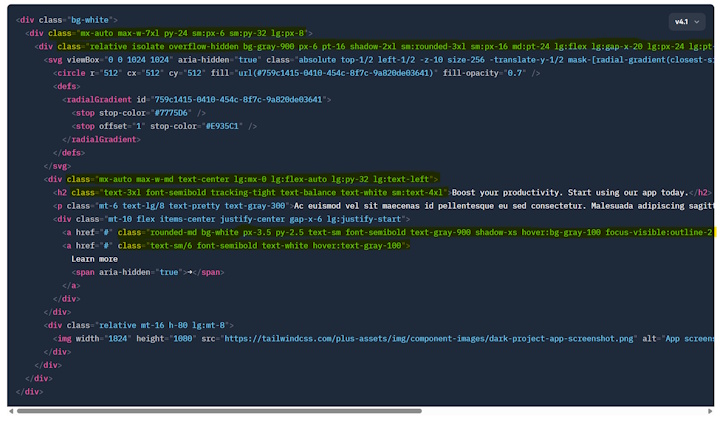 <div class="bg-white">
v4.1
<div class="mx-auto max-w-7xl py-24 sm:px-6 sm:py-32 lg:px-8">
<div class="relative isolate overflow-hidden bg-gray-900 px-6 pt-16 shadow-2xl sm:rounded-3xl sm:px-16 md:pt-24 lg:flex lg:gap-x-20 lg:px-24 lg:pt-
<svg viewBox="0 0 1024 1024" aria-hidden="true" class="absolute top-1/2 left-1/2 -z-10 size-256 -translate-y-1/2 mask-[radial-gradient(closest-si
<circle r="512" cx="512" cy="512" fill="url(#759c1415-0410-454c-8f7c-9a820de03641)" fill-opacity="0.7" />
<defs>
<radialGradient id="759c1415-0410-454c-8f7c-9a820de03641">
<stop stop-color="#7775D6" />
<stop offset="1" stop-color="#E935C1" />
</radialGradient>
</defs>
</svg>
<div class="mx-auto max-w-md text-center lg:mx-0 lg:flex-auto lg:py-32 lg:text-left">
<h2 class="text-3xl font-semibold tracking-tight text-balance text-white sm:text-4xl">Boost your productivity. Start using our app today.</h2>
<p class="mt-6 text-lg/8 text-pretty text-gray-300">Ac euismod vel sit maecenas id pellentesque eu sed consectetur. Malesuada adipiscing sagitt
<div class="mt-10 flex items-center justify-center gap-x-6 lg:justify-start">
<a href="#" class="rounded-md bg-white px-3.5 py-2.5 text-sm font-semibold text-gray-900 shadow-xs hover:bg-gray-100 focus-visible:outline-2
<a href="#" class="text-sm/6 font-semibold text-white hover:text-gray-100">
Learn more
<span aria-hidden="true">→</span>
</a>
</div>
</div>
<div class="relative mt-16 h-80 lg:mt-8">
<img width="1824" height="1080" src="https://tailwindcss.com/plus-assets/img/component-images/dark-project-app-screenshot.png" alt="App screens
</div>
</div>
</div>
</div>